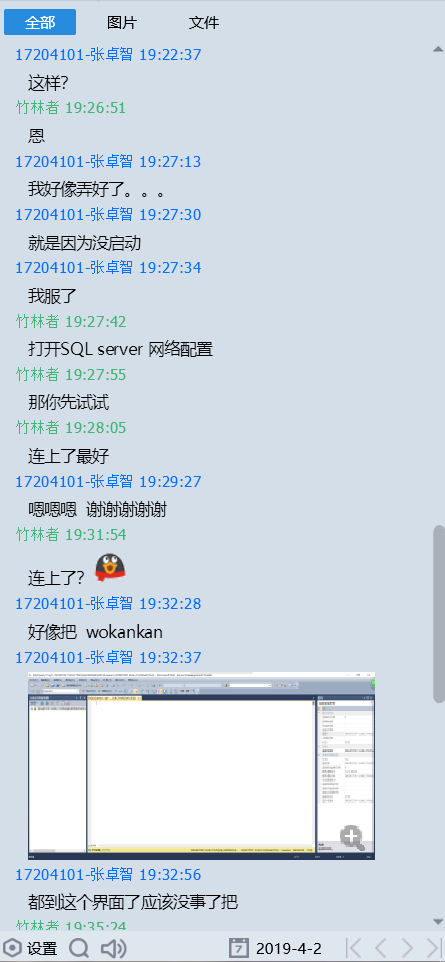 全部 图片 文件
17204101-张卓智 19:22:37
这样？
竹林者 19:26:51
恩
17204101-张卓智 19:27:13
我好像弄好了。。。
17204101-张卓智 19:27:30
就是因为没启动
17204101-张卓智 19:27:34
我服了
竹林者 19:27:42
打开SQL server 网络配置
竹林者 19:27:55
那你先试试
竹林者 19:28:05
连上了最好
17204101-张卓智 19:29:27
嗯嗯嗯 谢谢谢谢谢
竹林者 19:31:54
连上了？
17204101-张卓智 19:32:28
好像把 wokankan
17204101-张卓智 19:32:37
17204101-张卓智 19:32:56
都到这个界面了应该没事了把
竹林者 19:35:24
设置 7 2019-4-2